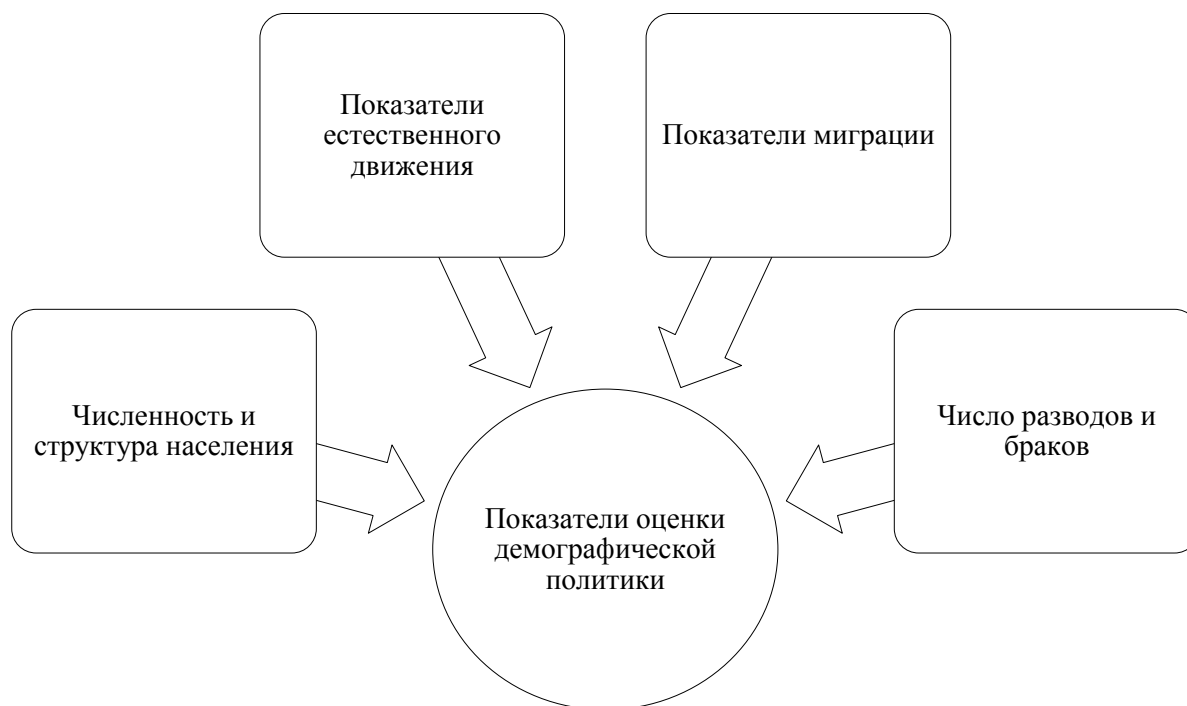 Показатели
естественного
движения
Показатели миграции
Численность и
структура населения
Число разводов и
браков
Показатели оценки
демографической
политики